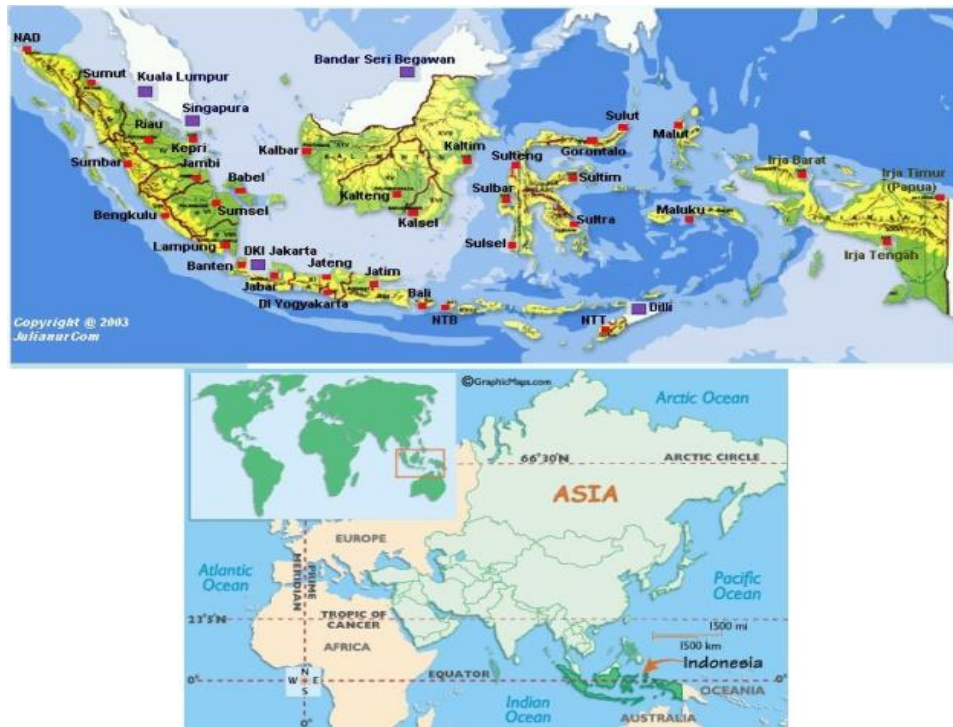 NAD
Sumut
Kuala Lumpur
Bandar Seri Begawan
Singapura
Riau
Kepri
Kalbar
Sumbar
Jambi
Babel
Kaltim
Sulut
Malut
Gorontalo
Sulteng
Irja Barat
Irja Timur
(Papua)
Kalteng
Sultim
Sulbar
Bengkulu
Sumsel
Kalsel
Sultra
Maluku
Lampung
DKI Jakarta
Sulsel
Irja Tengah
Banten
Jateng
Jatim
Jabar
DI Yogyakarta
Bali
NTB
NTT
Dilli
Copyright @ 2003
JulianurCom
©GraphicMaps.com
Arctic Ocean
66°30'N
ARCTIC CIRCLE
ASIA
EUROPE
Atlantic
Ocean
PRIME
MERIDIAN
Pacific
Ocean
23°5'N
TROPIC OF
CANCER
AFRICA
1500 mi
1500 km
Indonesia
EQUATOR
0°
N
W E
S
0°
OCEANIA
Indian
Ocean
AUSTRALIA
0°